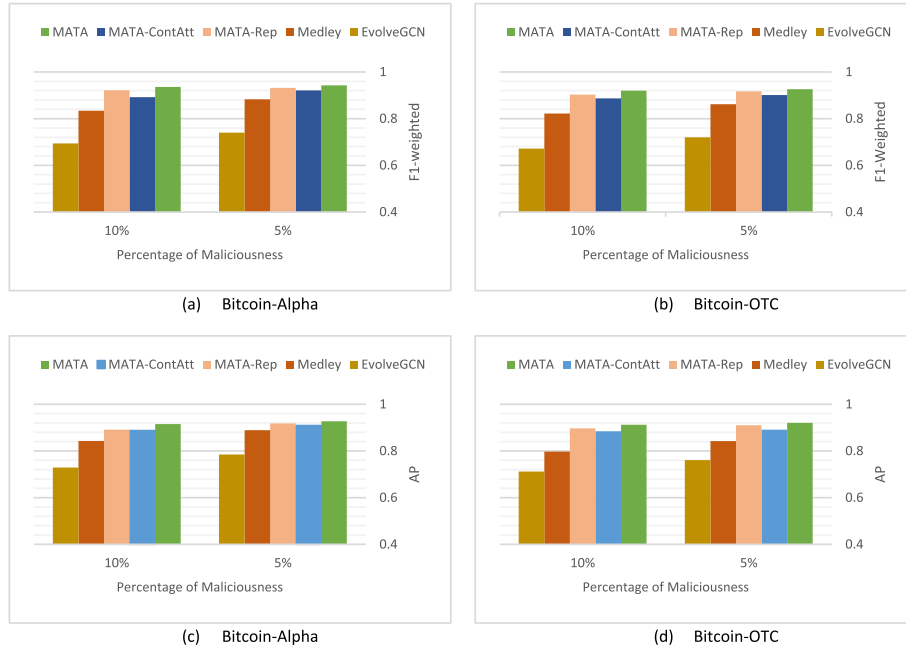 MATA MATA-ContAtt MATA-Rep Medley EvolveGCN
1
0.8
0.6
0.4
F1-weighted
10% 5%
Percentage of Maliciousness
(a) Bitcoin-Alpha
MATA MATA-ContAtt MATA-Rep Medley EvolveGCN
1
0.8
0.6
0.4
F1-Weighted
10% 5%
Percentage of Maliciousness
(b) Bitcoin-OTC
MATA MATA-ContAtt MATA-Rep Medley EvolveGCN
1
0.8
0.6
0.4
AP
10% 5%
Percentage of Maliciousness
(c) Bitcoin-Alpha
MATA MATA-ContAtt MATA-Rep Medley EvolveGCN
1
0.8
0.6
0.4
AP
10% 5%
Percentage of Maliciousness
(d) Bitcoin-OTC